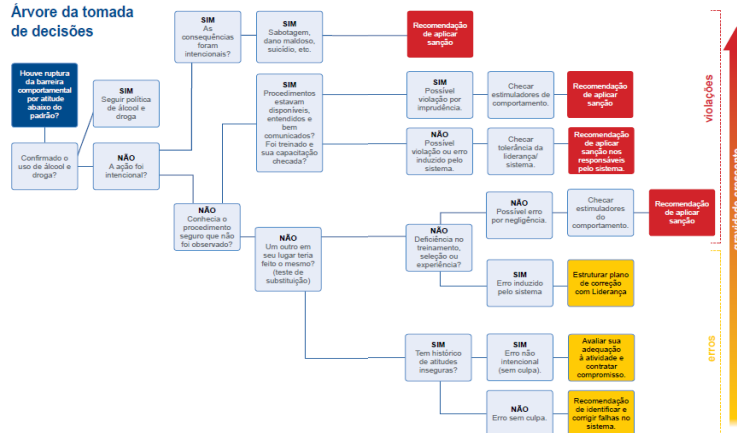 Árvore da tomada
de decisões
Houve ruptura
da barreira
comportamental
por atitude
abaixo do
padrão?
Confirmado o
uso de álcool e
droga?
SIM
Seguir política
de álcool e
droga
NÃO
A ação foi
intencional?
SIM
As
consequências
foram
intencionais?
SIM
Sabotagem,
dano maldoso,
suicídio, etc.
Recomendação
de aplicar
sanção
NÃO
Conhecia o
procedimento
seguro que não
foi observado?
SIM
Procedimentos
estavam
disponíveis,
entendidos e
bem
comunicados?
Foi treinado e
sua capacitação
checada?
SIM
Possível
violação por
imprudência.
Checar
estimuladores de
comportamento.
Recomendação
de aplicar
sanção
NÃO
Possível
violação ou erro
induzido pelo
sistema.
Checar
tolerância da
liderança/
sistema.
Recomendação
de aplicar
sanção nos
responsáveis
pelo sistema.
NÃO
Um outro em
seu lugar teria
feito o mesmo?
(teste de
substituição)
NÃO
Deficiência no
treinamento,
seleção ou
experiência?
NÃO
Possível erro
por negligência.
Checar
estimuladores
do
comportamento.
Recomendação
de aplicar
sanção
SIM
Erro induzido
pelo sistema
Estruturar plano
de correção
com Liderança
SIM
Tem histórico
de atitudes
inseguras?
SIM
Erro não
intencional
(sem culpa).
Avaliar sua
adequação
à atividade e
contratar
compromisso.
NÃO
Erro sem culpa.
Recomendação
de identificar e
corrigir falhas no
sistema.
violações
erros
gravidade crescente